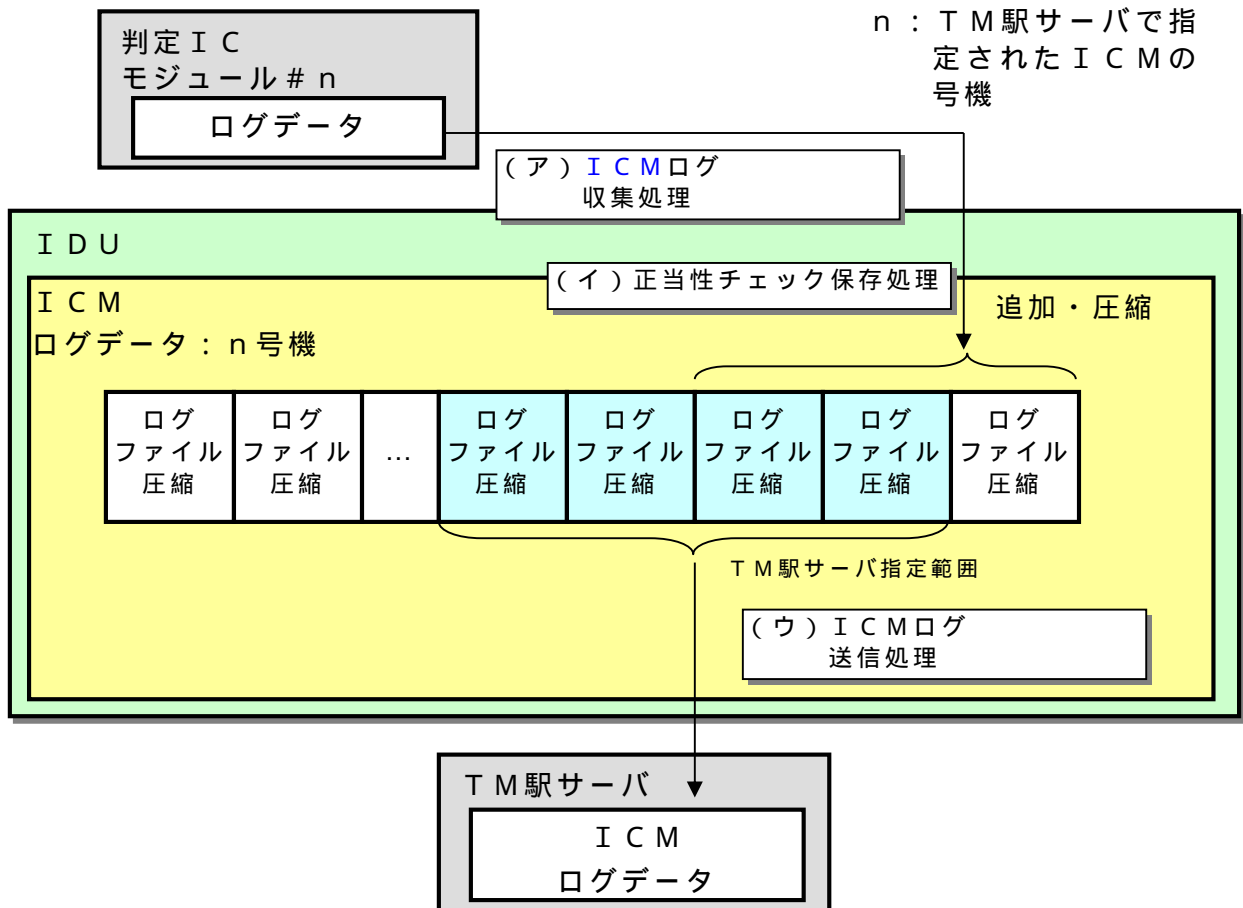 判定ＩＣ
モジュール＃ｎ
ログデータ
ｎ：ＴＭ駅サーバで指
定されたＩＣＭの
号機
（ア）ＩＣＭログ
収集処理
ＩＤＵ
（イ）正当性チェック保存処理
ＩＣＭ
ログデータ：ｎ号機
追加・圧縮
ログ
ファイル
圧縮
ログ
ファイル
圧縮
…
ログ
ファイル
圧縮
ログ
ファイル
圧縮
ログ
ファイル
圧縮
ログ
ファイル
圧縮
ログ
ファイル
圧縮
ＴＭ駅サーバ指定範囲
（ウ）ＩＣＭログ
送信処理
ＴＭ駅サーバ
ＩＣＭ
ログデータ